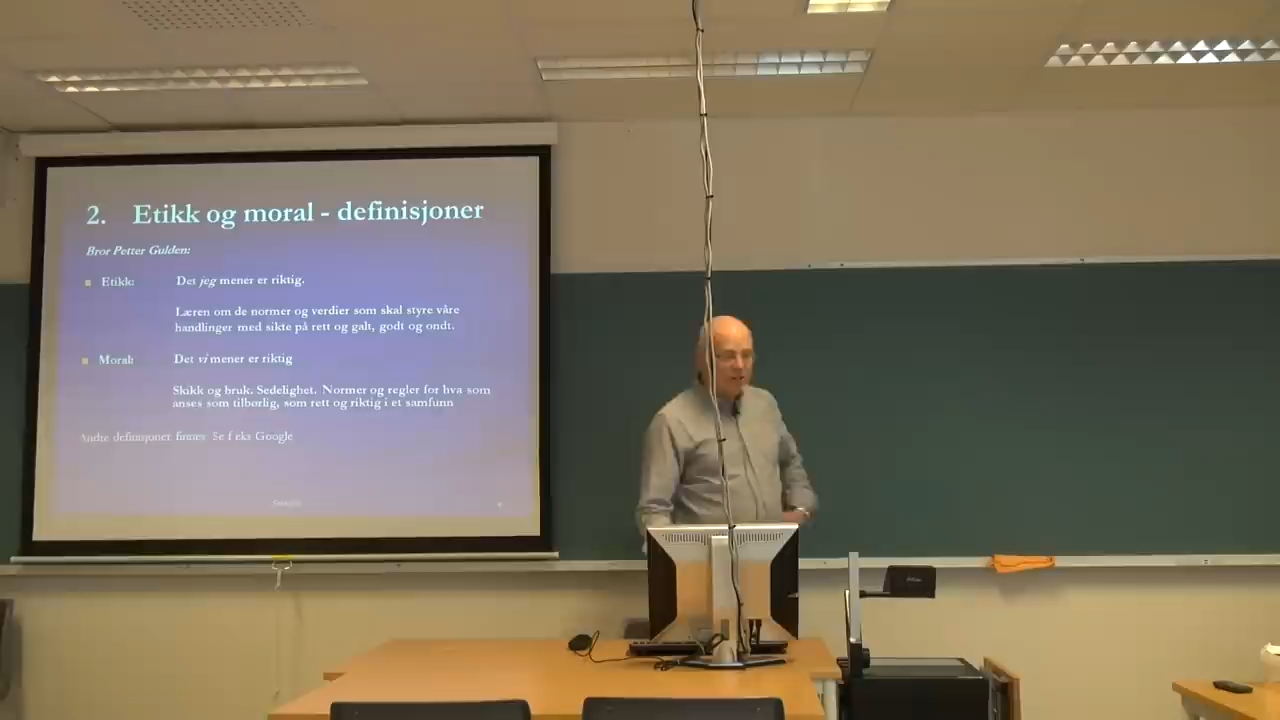 2. Etikk og moral - definisjoner
Bror Petter Gulden:
Etikk: Det jeg mener er riktig.
Læren om de normer og verdier som skal styre våre
handlinger med sikte på rett og galt, godt og ondt.
Moral: Det vi mener er riktig
Skikk og bruk. Sedelighet. Normer og regler for hva som
anses som tilbørlig, som rett og riktig i et samfunn
Andre definisjoner finnes Se f eks Google